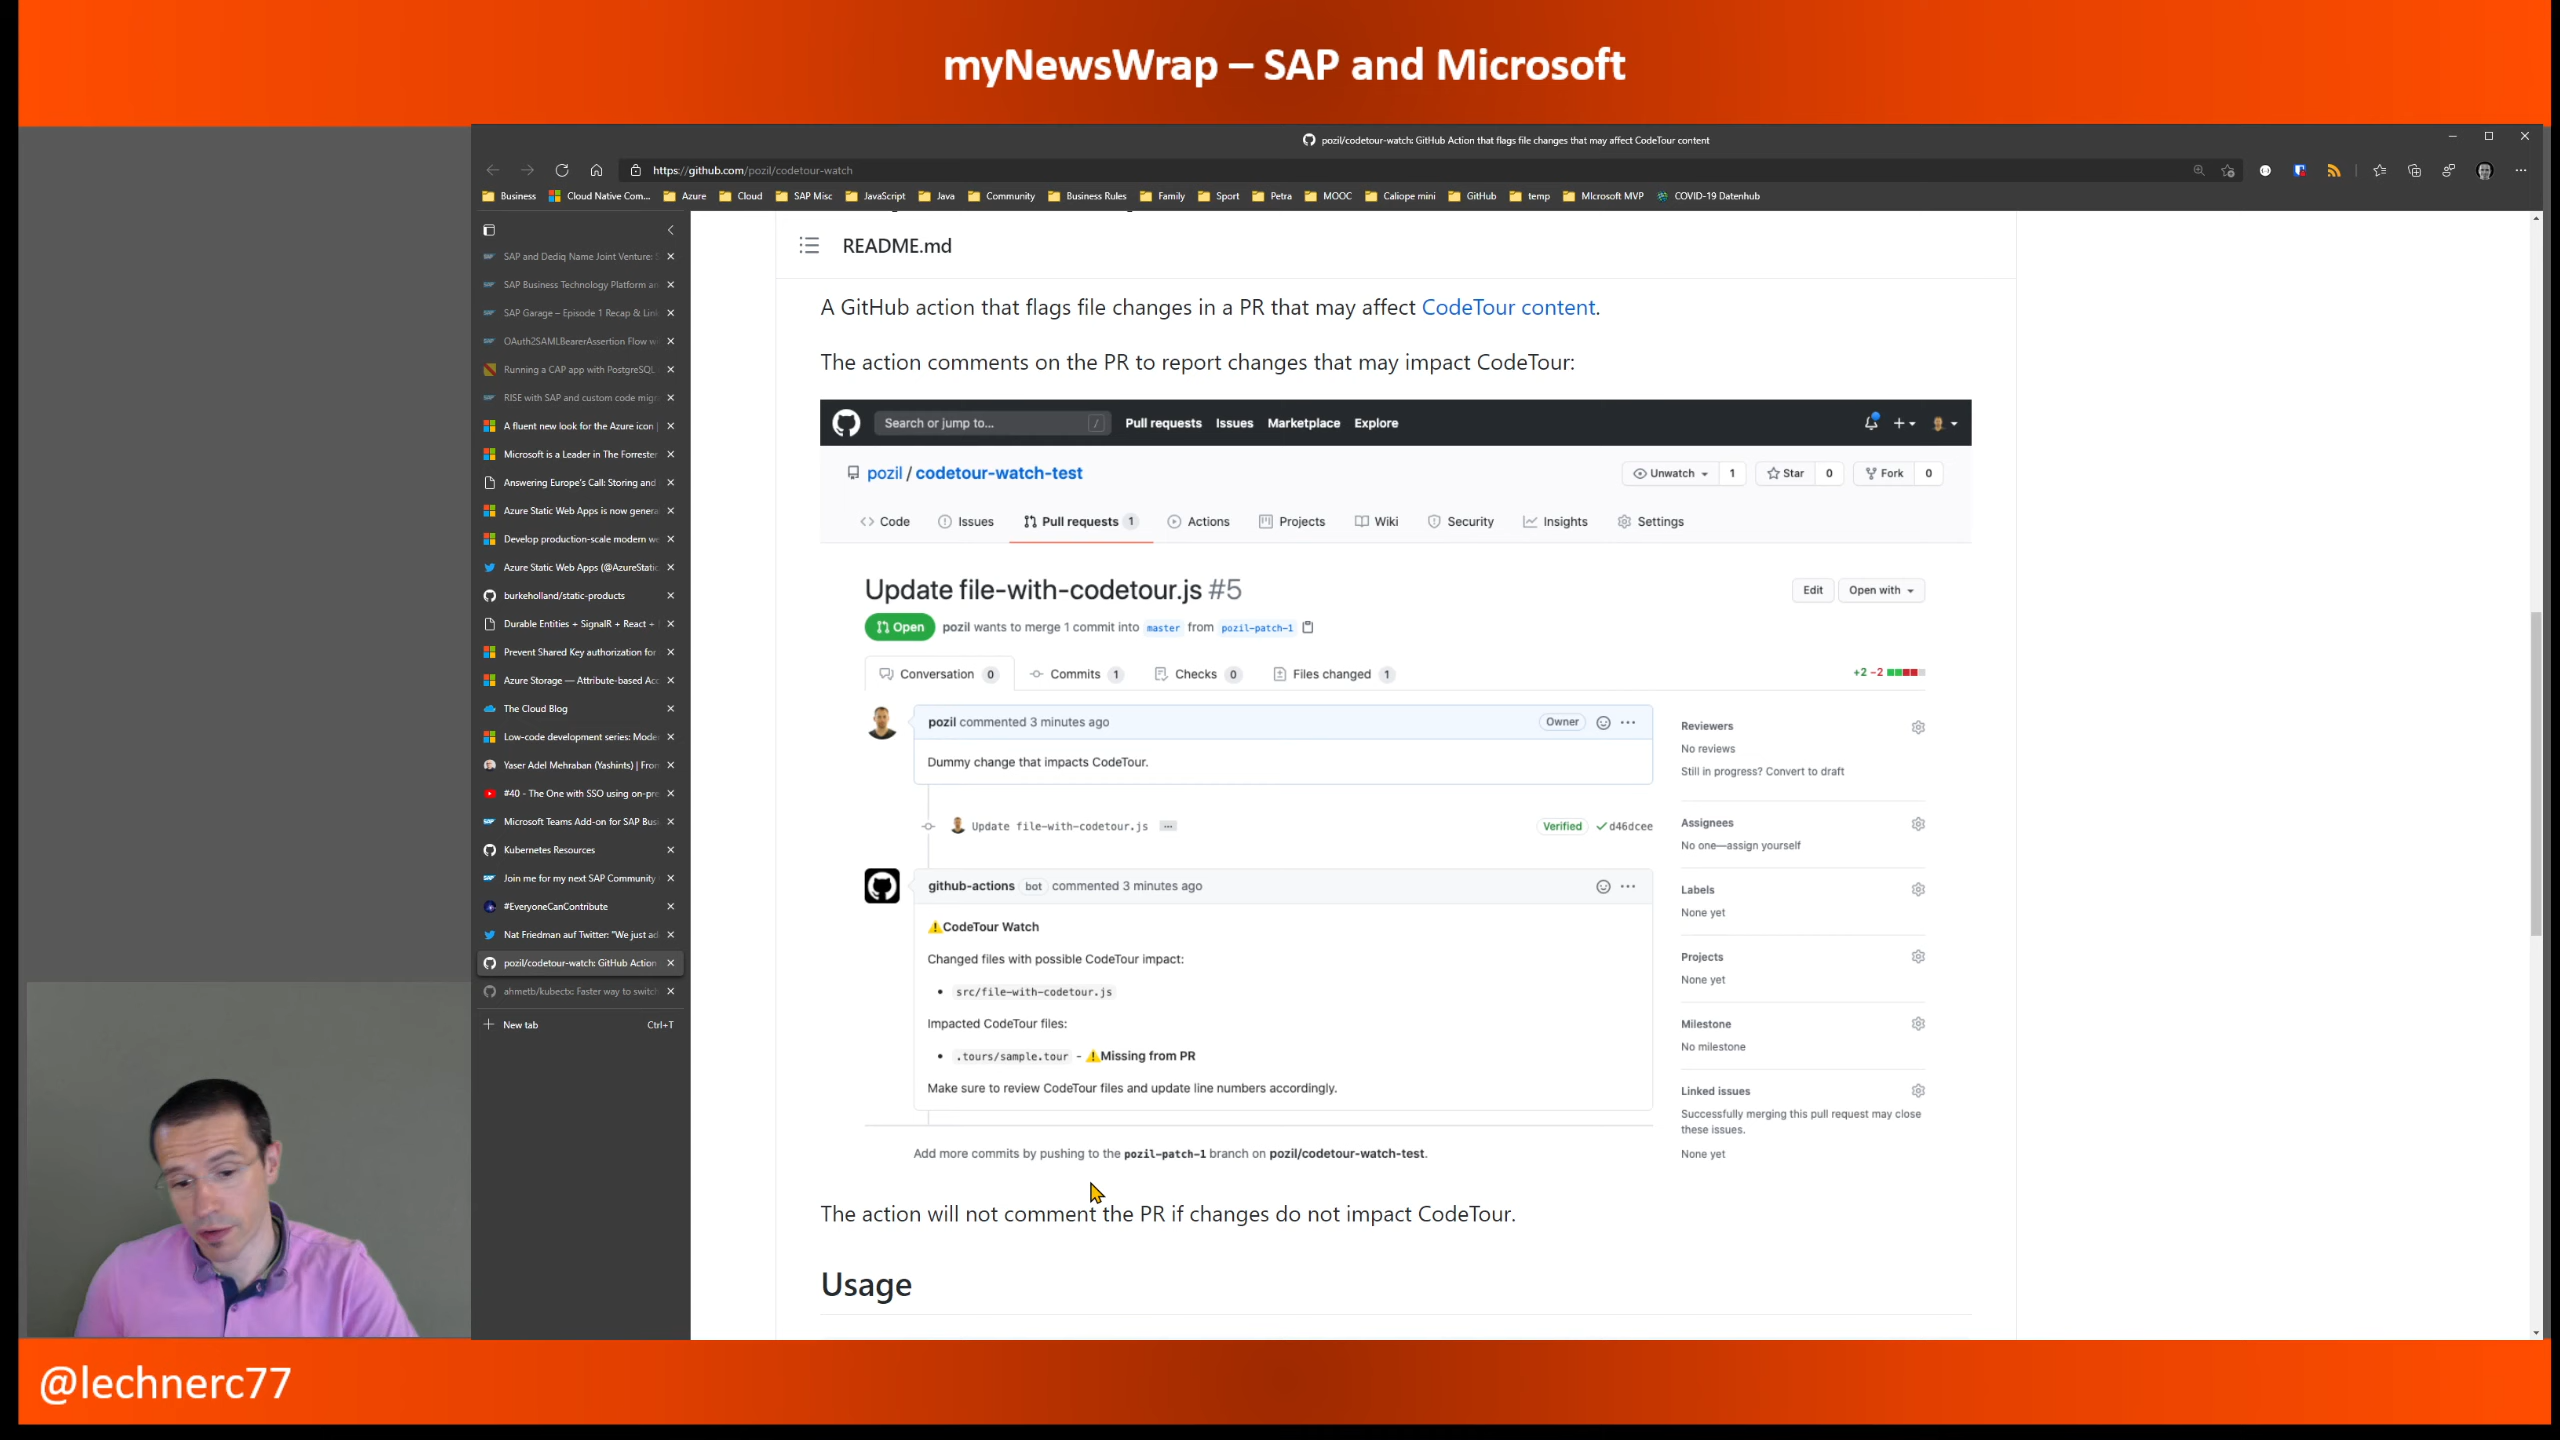 myNewsWrap – SAP and Microsoft
pozil/codetour-watch: GitHub Action that flags file changes that may affect CodeTour content
https://github.com/pozil/codetour-watch
Business
Cloud Native Com...
Azure
Cloud
SAP Misc
JavaScript
Java
Community
Business Rules
Family
Sport
Petra
MOOC
Caliope mini
GitHub
temp
MIcrosoft MVP
COVID-19 Datenhub
SAP and Dediq Name Joint Venture:
SAP Business Technology Platform an
SAP Garage – Episode 1 Recap & Lin
OAuth2SAMLBearerAssertion Flow w
Running a CAP app with PostgreSQL
RISE with SAP and custom code migr
A fluent new look for the Azure icon |
Microsoft is a Leader in The Forrester
Answering Europe's Call: Storing and
Azure Static Web Apps is now genera
Develop production-scale modern we
Azure Static Web Apps (@AzureStatic
burkeholland/static-products
Durable Entities + SignalR + React +
Prevent Shared Key authorization for
Azure Storage — Attribute-based Acc
The Cloud Blog
Low-code development series: Mode
Yaser Adel Mehraban (Yashints) | From
#40 - The One with SSO using on-pre
Microsoft Teams Add-on for SAP Busi
Kubernetes Resources
Join me for my next SAP Community
#EveryoneCanContribute
Nat Friedman auf Twitter: "We just ad
pozil/codetour-watch: GitHub Action
ahmetb/kubectx: Faster way to switch
New tab Ctrl+T
README.md
A GitHub action that flags file changes in a PR that may affect CodeTour content.
The action comments on the PR to report changes that may impact CodeTour:
Search or jump to... / Pull requests Issues Marketplace Explore
pozil / codetour-watch-test
Unwatch 1 Star 0 Fork 0
Code Issues Pull requests 1 Actions Projects Wiki Security Insights Settings
Update file-with-codetour.js #5
Edit Open with
Open pozil wants to merge 1 commit into master from pozil-patch-1
Conversation 0 Commits 1 Checks 0 Files changed 1 +2 −2
pozil commented 3 minutes ago Owner
Dummy change that impacts CodeTour.
Update file-with-codetour.js ... Verified d46dcee
github-actions bot commented 3 minutes ago
⚠CodeTour Watch
Changed files with possible CodeTour impact:
• src/file-with-codetour.js
Impacted CodeTour files:
• .tours/sample.tour - ⚠Missing from PR
Make sure to review CodeTour files and update line numbers accordingly.
Add more commits by pushing to the pozil-patch-1 branch on pozil/codetour-watch-test.
Reviewers
No reviews
Still in progress? Convert to draft
Assignees
No one—assign yourself
Labels
None yet
Projects
None yet
Milestone
No milestone
Linked issues
Successfully merging this pull request may close
these issues.
None yet
The action will not comment the PR if changes do not impact CodeTour.
Usage
@lechnerc77